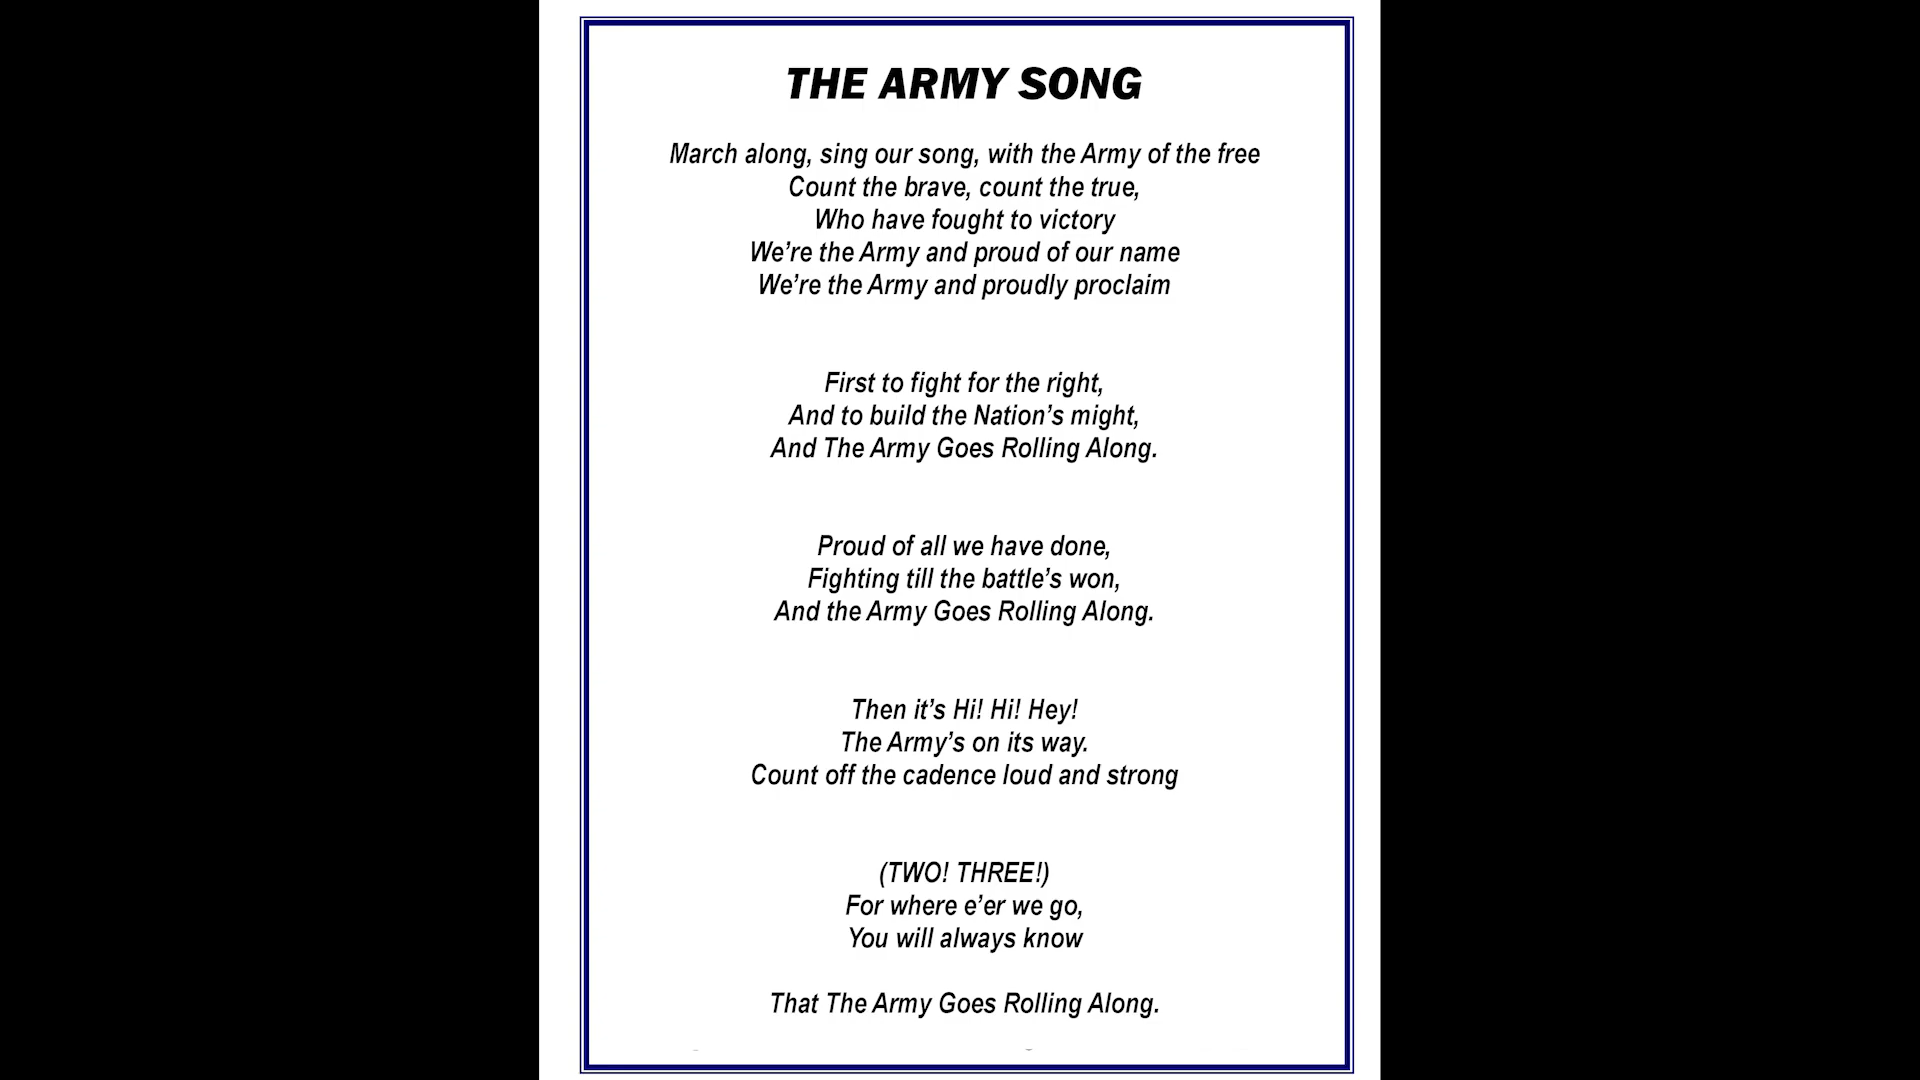 THE ARMY SONG
March along, sing our song, with the Army of the free
Count the brave, count the true,
Who have fought to victory
We’re the Army and proud of our name
We’re the Army and proudly proclaim
First to fight for the right,
And to build the Nation’s might,
And The Army Goes Rolling Along.
Proud of all we have done,
Fighting till the battle’s won,
And the Army Goes Rolling Along.
Then it’s Hi! Hi! Hey!
The Army’s on its way.
Count off the cadence loud and strong
(TWO! THREE!)
For where e’er we go,
You will always know
That The Army Goes Rolling Along.